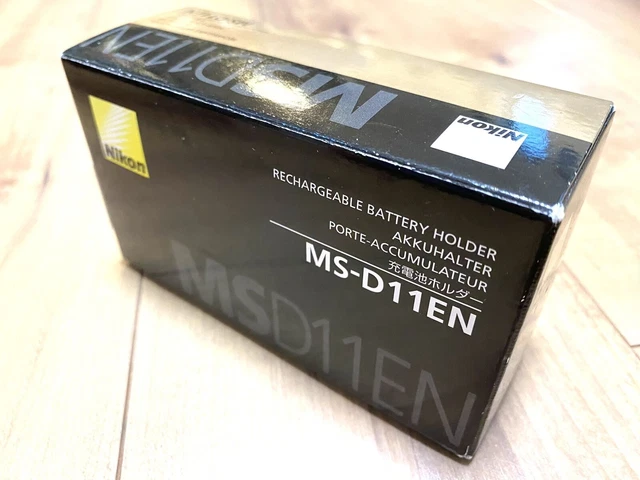 MSD11EN
Nikon
Nikon
RECHARGEABLE BATTERY HOLDER
AKKUHALTER
PORTE-ACCUMULATEUR
充電池ホルダー
MS-D11EN
MSD11EN